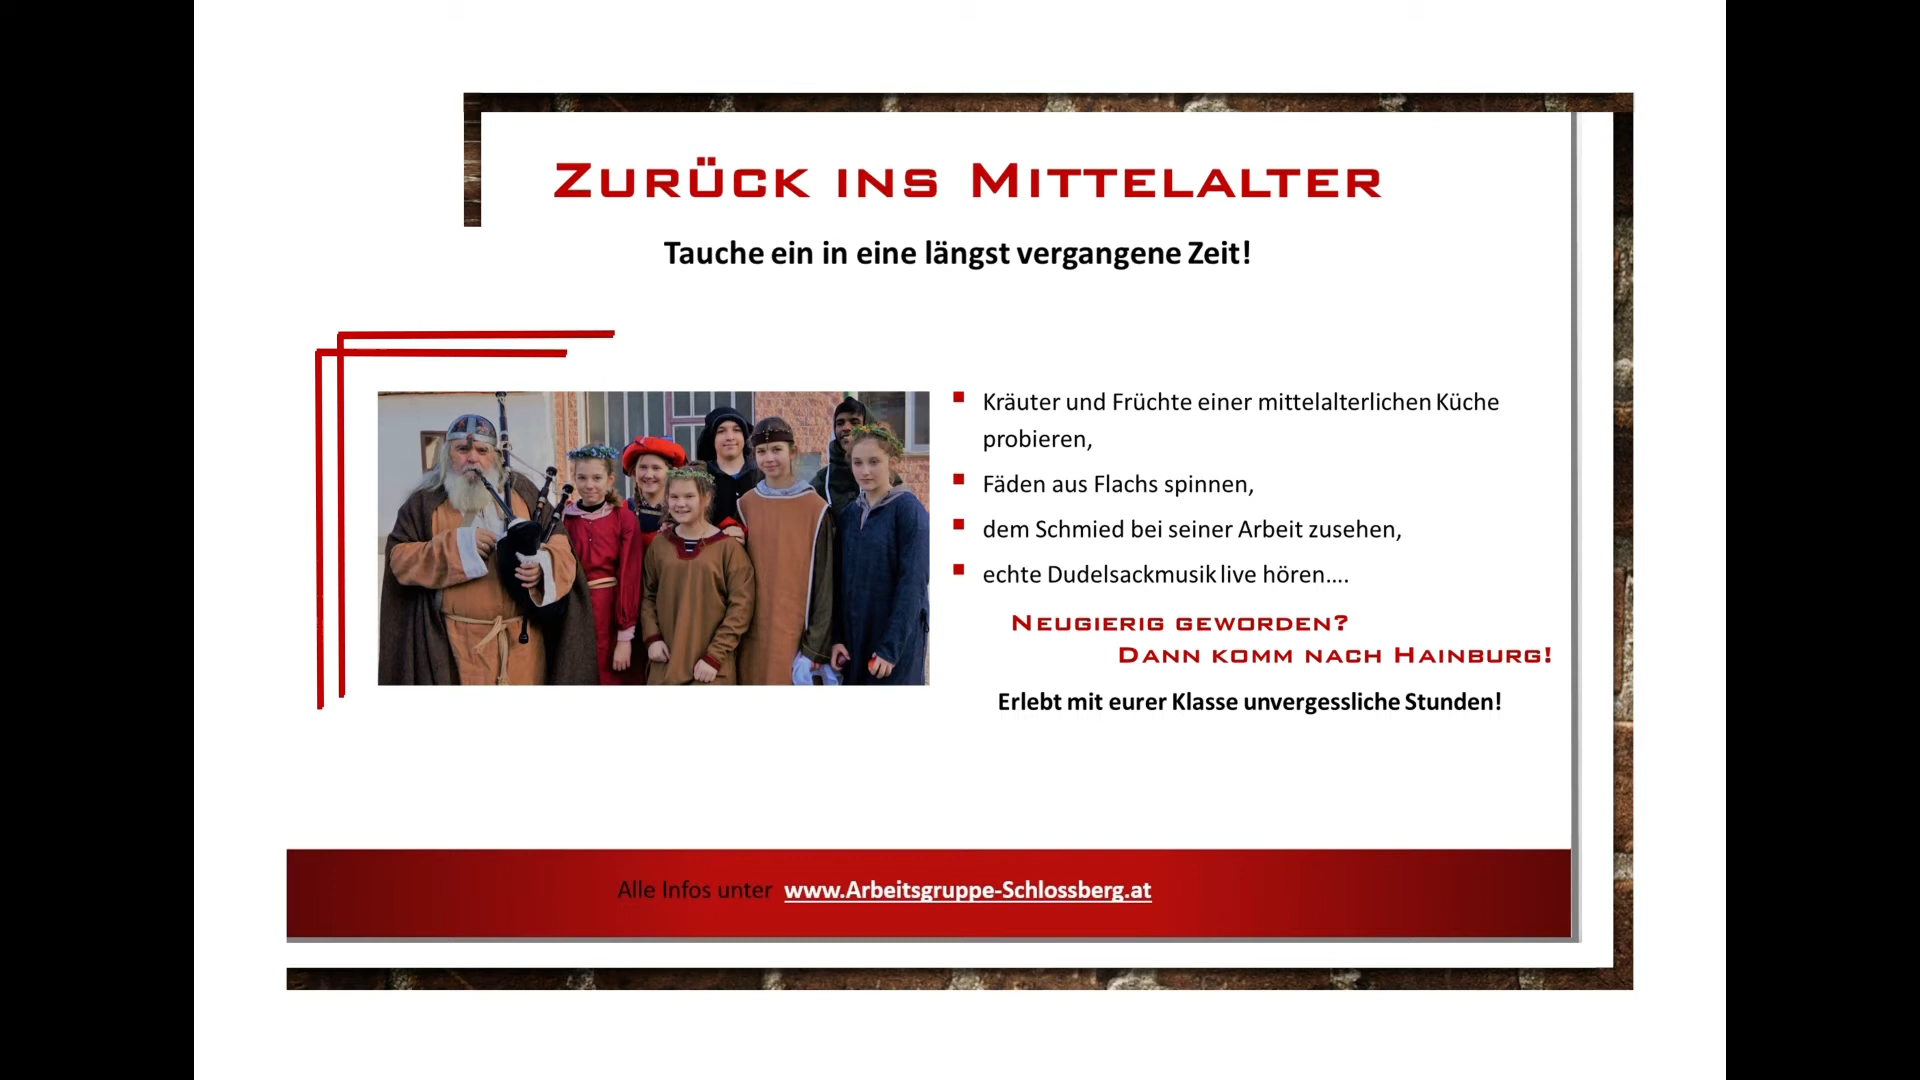 Zurück ins Mittelalter
Tauche ein in eine längst vergangene Zeit!
Kräuter und Früchte einer mittelalterlichen Küche
probieren,
Fäden aus Flachs spinnen,
dem Schmied bei seiner Arbeit zusehen,
echte Dudelsackmusik live hören....
Neugierig geworden?
Dann komm nach Hainburg!
Erlebt mit eurer Klasse unvergessliche Stunden!
Alle Infos unter www.Arbeitsgruppe-Schlossberg.at